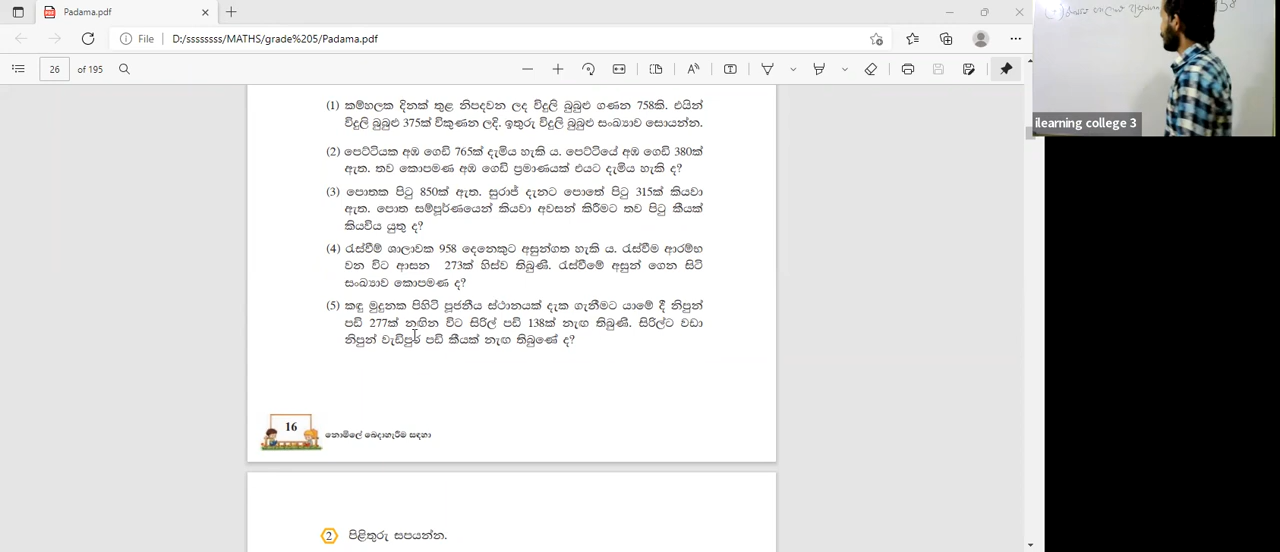 Padama.pdf
File
D:/ssssssss/MATHS/grade%205/Padama.pdf
26 of 195
(1) කම්හලක දිනක් තුළ නිපදවන ලද විදුලි බුබුළු ගණන 758කි. එයින්
විදුලි බුබුළු 375ක් විකුණන ලදි. ඉතුරු විදුලි බුබුළු සංඛ්‍යාව සොයන්න.
(2) පෙට්ටියක අඹ ගෙඩි 765ක් දැමිය හැකි ය. පෙට්ටියේ අඹ ගෙඩි 380ක්
ඇත. තව කොපමණ අඹ ගෙඩි ප්‍රමාණයක් එයට දැමිය හැකි ද?
(3) පොතක පිටු 850ක් ඇත. සුරාජ් දැනට පොතේ පිටු 315ක් කියවා
ඇත. පොත සම්පූර්ණයෙන් කියවා අවසන් කිරීමට තව පිටු කීයක්
කියවිය යුතු ද?
(4) රැස්වීම් ශාලාවක 958 දෙනෙකුට අසුන්ගත හැකි ය. රැස්වීම ආරම්භ
වන විට ආසන 273ක් හිස්ව තිබුණි. රැස්වීමේ අසුන් ගෙන සිටි
සංඛ්‍යාව කොපමණ ද?
(5) කඳු මුදුනක පිහිටි පූජනීය ස්ථානයක් දැක ගැනීමට යාමේ දී නිපුන්
පඩි 277ක් නඟින විට සිරිල් පඩි 138ක් නැඟ තිබුණි. සිරිල්ට වඩා
නිපුන් වැඩිපුර පඩි කීයක් නැඟ තිබුණේ ද?
16
නොමිලේ බෙදාහැරීම සඳහා
2 පිළිතුරු සපයන්න.
958
ilearning college 3